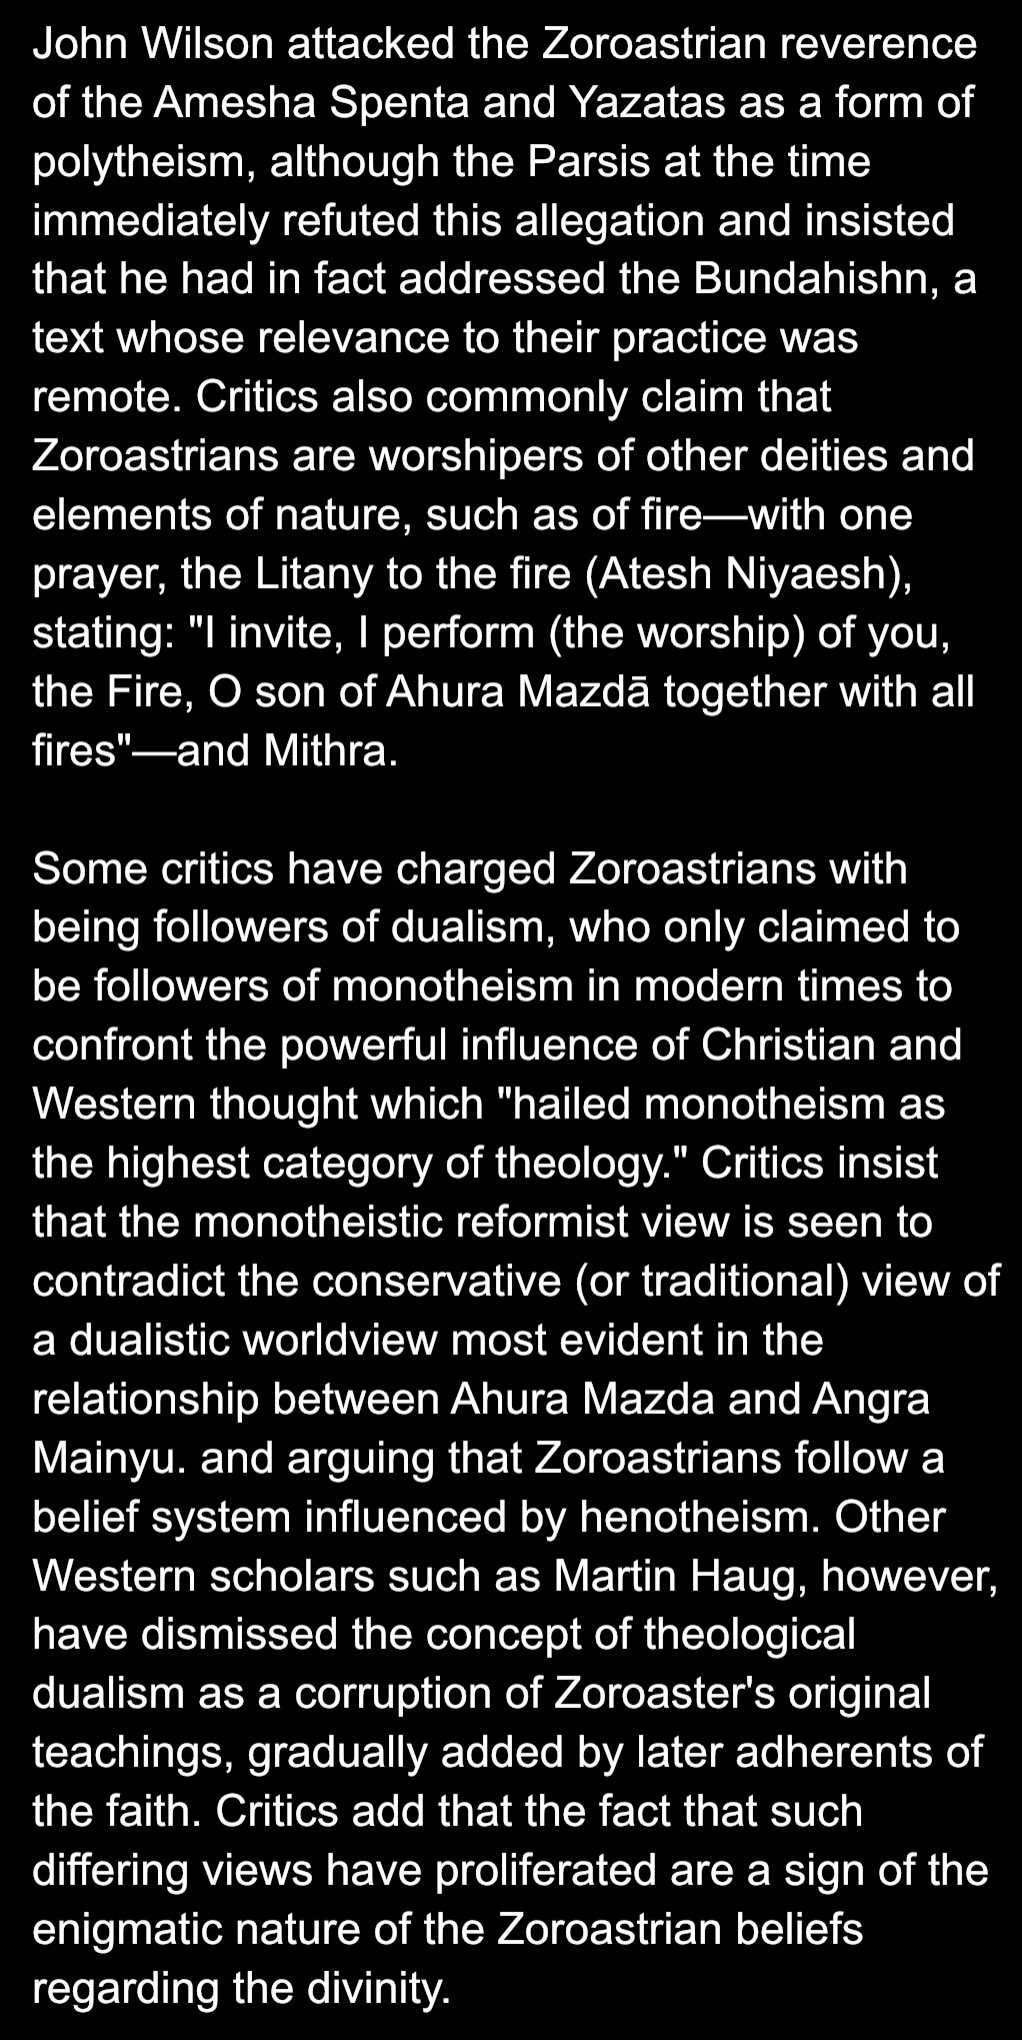 John Wilson attacked the Zoroastrian reverence
of the Amesha Spenta and Yazatas as a form of
polytheism, although the Parsis at the time
immediately refuted this allegation and insisted
that he had in fact addressed the Bundahishn, a
text whose relevance to their practice was
remote. Critics also commonly claim that
Zoroastrians are worshipers of other deities and
elements of nature, such as of fire—with one
prayer, the Litany to the fire (Atesh Niyaesh),
stating: "I invite, I perform (the worship) of you,
the Fire, O son of Ahura Mazdā together with all
fires"—and Mithra.

Some critics have charged Zoroastrians with
being followers of dualism, who only claimed to
be followers of monotheism in modern times to
confront the powerful influence of Christian and
Western thought which "hailed monotheism as
the highest category of theology." Critics insist
that the monotheistic reformist view is seen to
contradict the conservative (or traditional) view of
a dualistic worldview most evident in the
relationship between Ahura Mazda and Angra
Mainyu. and arguing that Zoroastrians follow a
belief system influenced by henotheism. Other
Western scholars such as Martin Haug, however,
have dismissed the concept of theological
dualism as a corruption of Zoroaster's original
teachings, gradually added by later adherents of
the faith. Critics add that the fact that such
differing views have proliferated are a sign of the
enigmatic nature of the Zoroastrian beliefs
regarding the divinity.